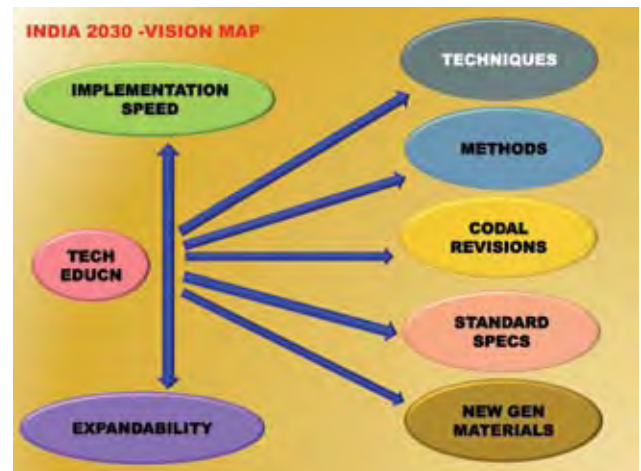 INDIA 2030 -VISION MAP
IMPLEMENTATION
SPEED
TECH
EDUCN
EXPANDABILITY
TECHNIQUES
METHODS
CODAL
REVISIONS
STANDARD
SPECS
NEW GEN
MATERIALS